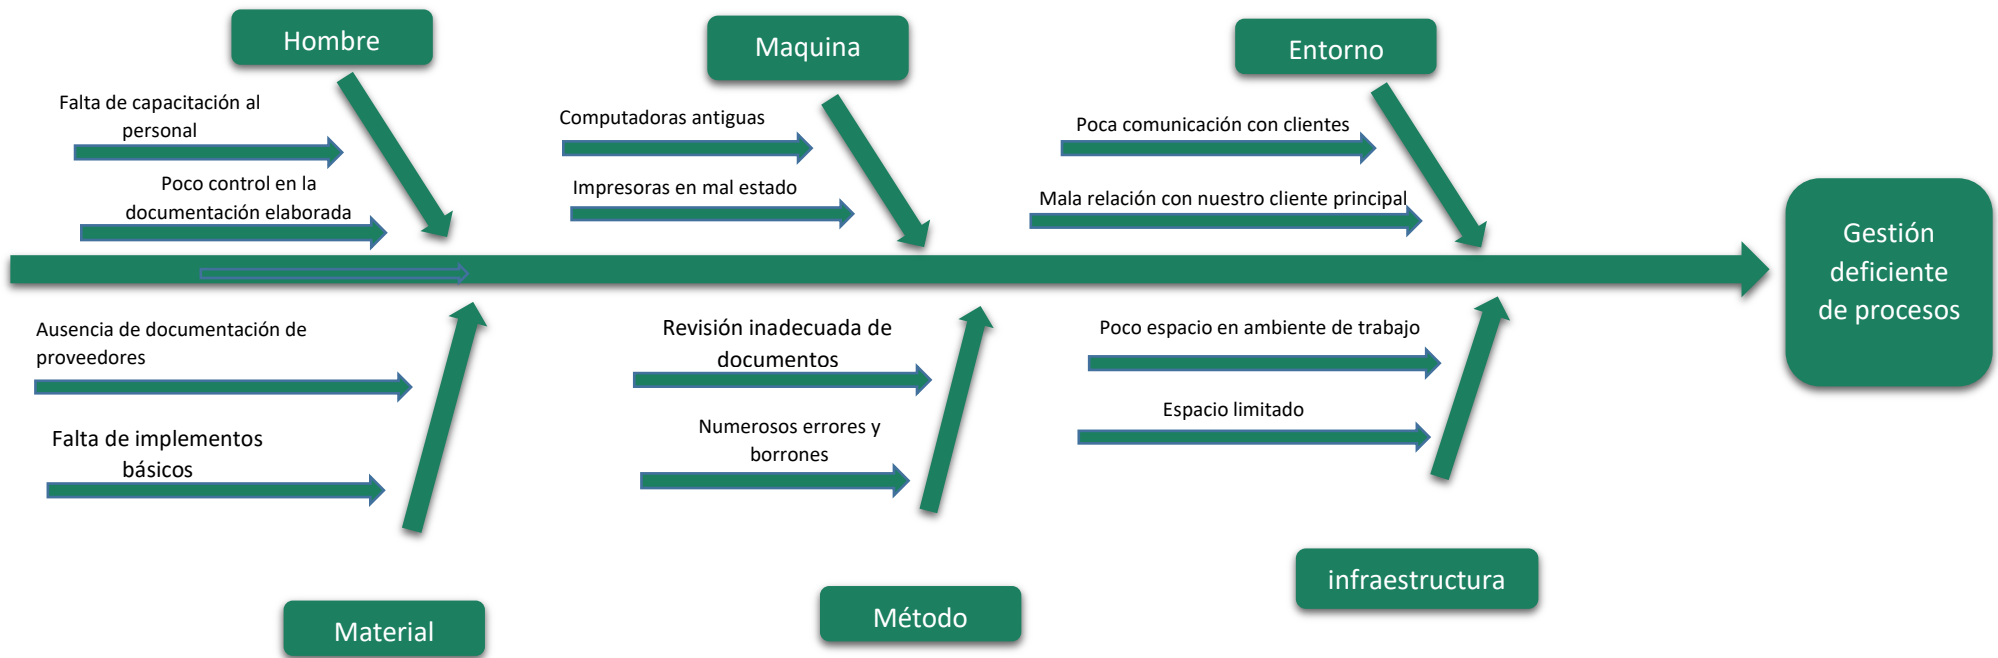 Hombre
Maquina
Entorno
Falta de capacitación al
personal
Computadoras antiguas
Poca comunicación con clientes
Poco control en la
documentación elaborada
Impresoras en mal estado
Mala relación con nuestro cliente principal
Gestión
deficiente
de procesos
Ausencia de documentación de
proveedores
Revisión inadecuada de
documentos
Poco espacio en ambiente de trabajo
Falta de implementos
básicos
Numerosos errores y
borrones
Espacio limitado
Material
Método
infraestructura